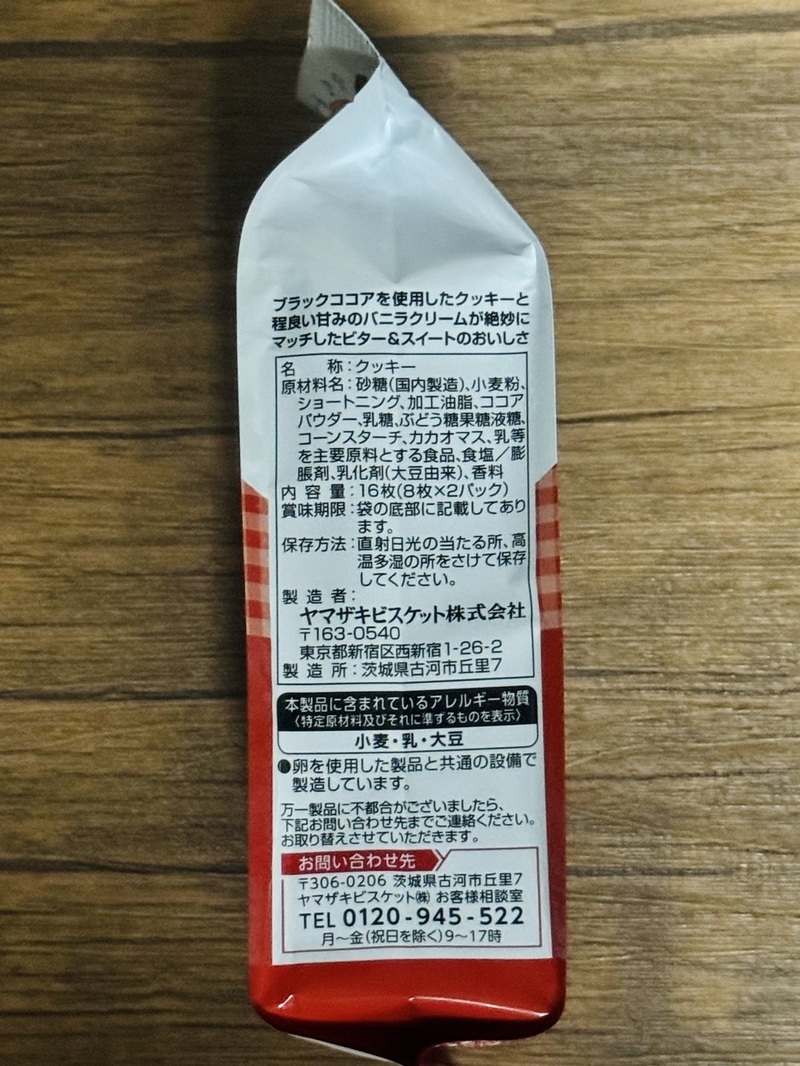 ブラックココアを使用したクッキーと
程良い甘みのバニラクリームが絶妙に
マッチしたビター&スイートのおいしさ
名称:クッキー
原材料名:砂糖(国内製造)、小麦粉、
ショートニング、加工油脂、ココア
パウダー、乳糖、ぶどう糖果糖液糖、
コーンスターチ、カカオマス、乳等
を主要原料とする食品、食塩/膨
脹剤、乳化剤(大豆由来)、香料
内容量:16枚(8枚×2パック)
賞味期限:袋の底部に記載してあり
ます。
保存方法:直射日光の当たる所、高
温多湿の所をさけて保存
してください。
製造者:
ヤマザキビスケット株式会社
〒163-0540
東京都新宿区西新宿1-26-2
製造所:茨城県古河市丘里7
本製品に含まれているアレルギー物質
〈特定原材料及びそれに準ずるものを表示〉
小麦・乳・大豆
●卵を使用した製品と共通の設備で
製造しています。
万一製品に不都合がございましたら、
下記お問い合わせ先までご連絡ください。
お取り替えさせていただきます。
お問い合わせ先
〒306-0206 茨城県古河市丘里7
ヤマザキビスケット㈱ お客様相談室
TEL 0120-945-522
月〜金(祝日を除く)9〜17時